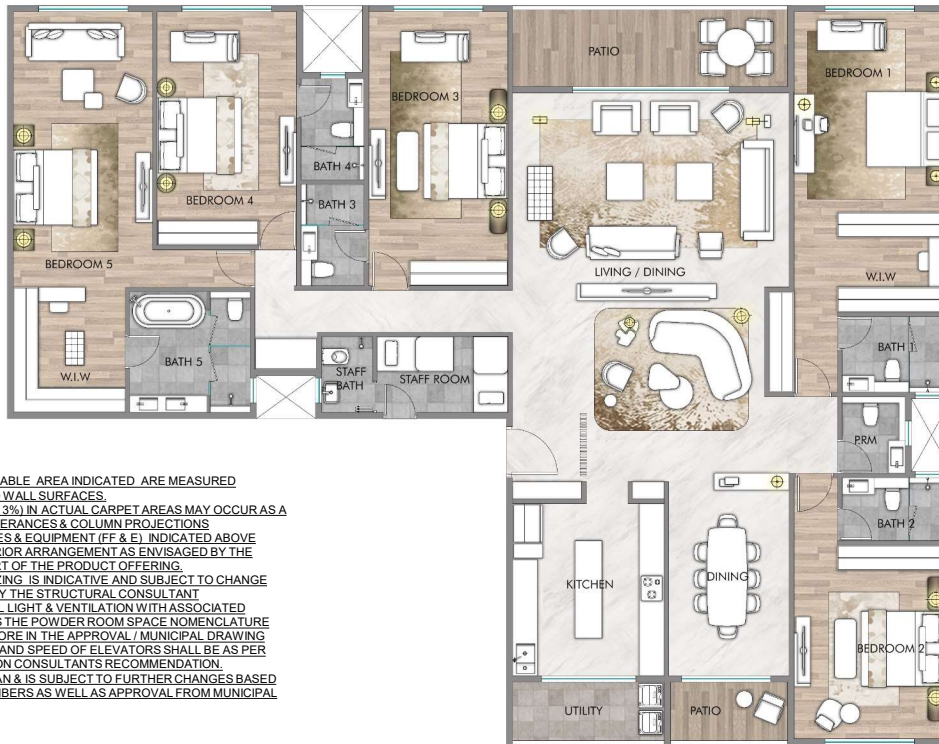 PATIO
BEDROOM 1
BEDROOM 3
BATH 4
BEDROOM 4
BATH 3
BEDROOM 5
LIVING / DINING
W.I.W
BATH 1
BATH 5
W.I.W
STAFF
BATH
STAFF ROOM
P.RM
BATH 2
KITCHEN
DINING
BEDROOM 2
UTILITY
PATIO
ABLE AREA INDICATED ARE MEASURED
WALL SURFACES.
3%) IN ACTUAL CARPET AREAS MAY OCCUR AS A
ERANCES & COLUMN PROJECTIONS
ES & EQUIPMENT (FF & E) INDICATED ABOVE
RIOR ARRANGEMENT AS ENVISAGED BY THE
RT OF THE PRODUCT OFFERING.
ZING IS INDICATIVE AND SUBJECT TO CHANGE
Y THE STRUCTURAL CONSULTANT
L LIGHT & VENTILATION WITH ASSOCIATED
S THE POWDER ROOM SPACE NOMENCLATURE
ORE IN THE APPROVAL / MUNICIPAL DRAWING
AND SPEED OF ELEVATORS SHALL BE AS PER
ON CONSULTANTS RECOMMENDATION.
AN & IS SUBJECT TO FURTHER CHANGES BASED
BERS AS WELL AS APPROVAL FROM MUNICIPAL